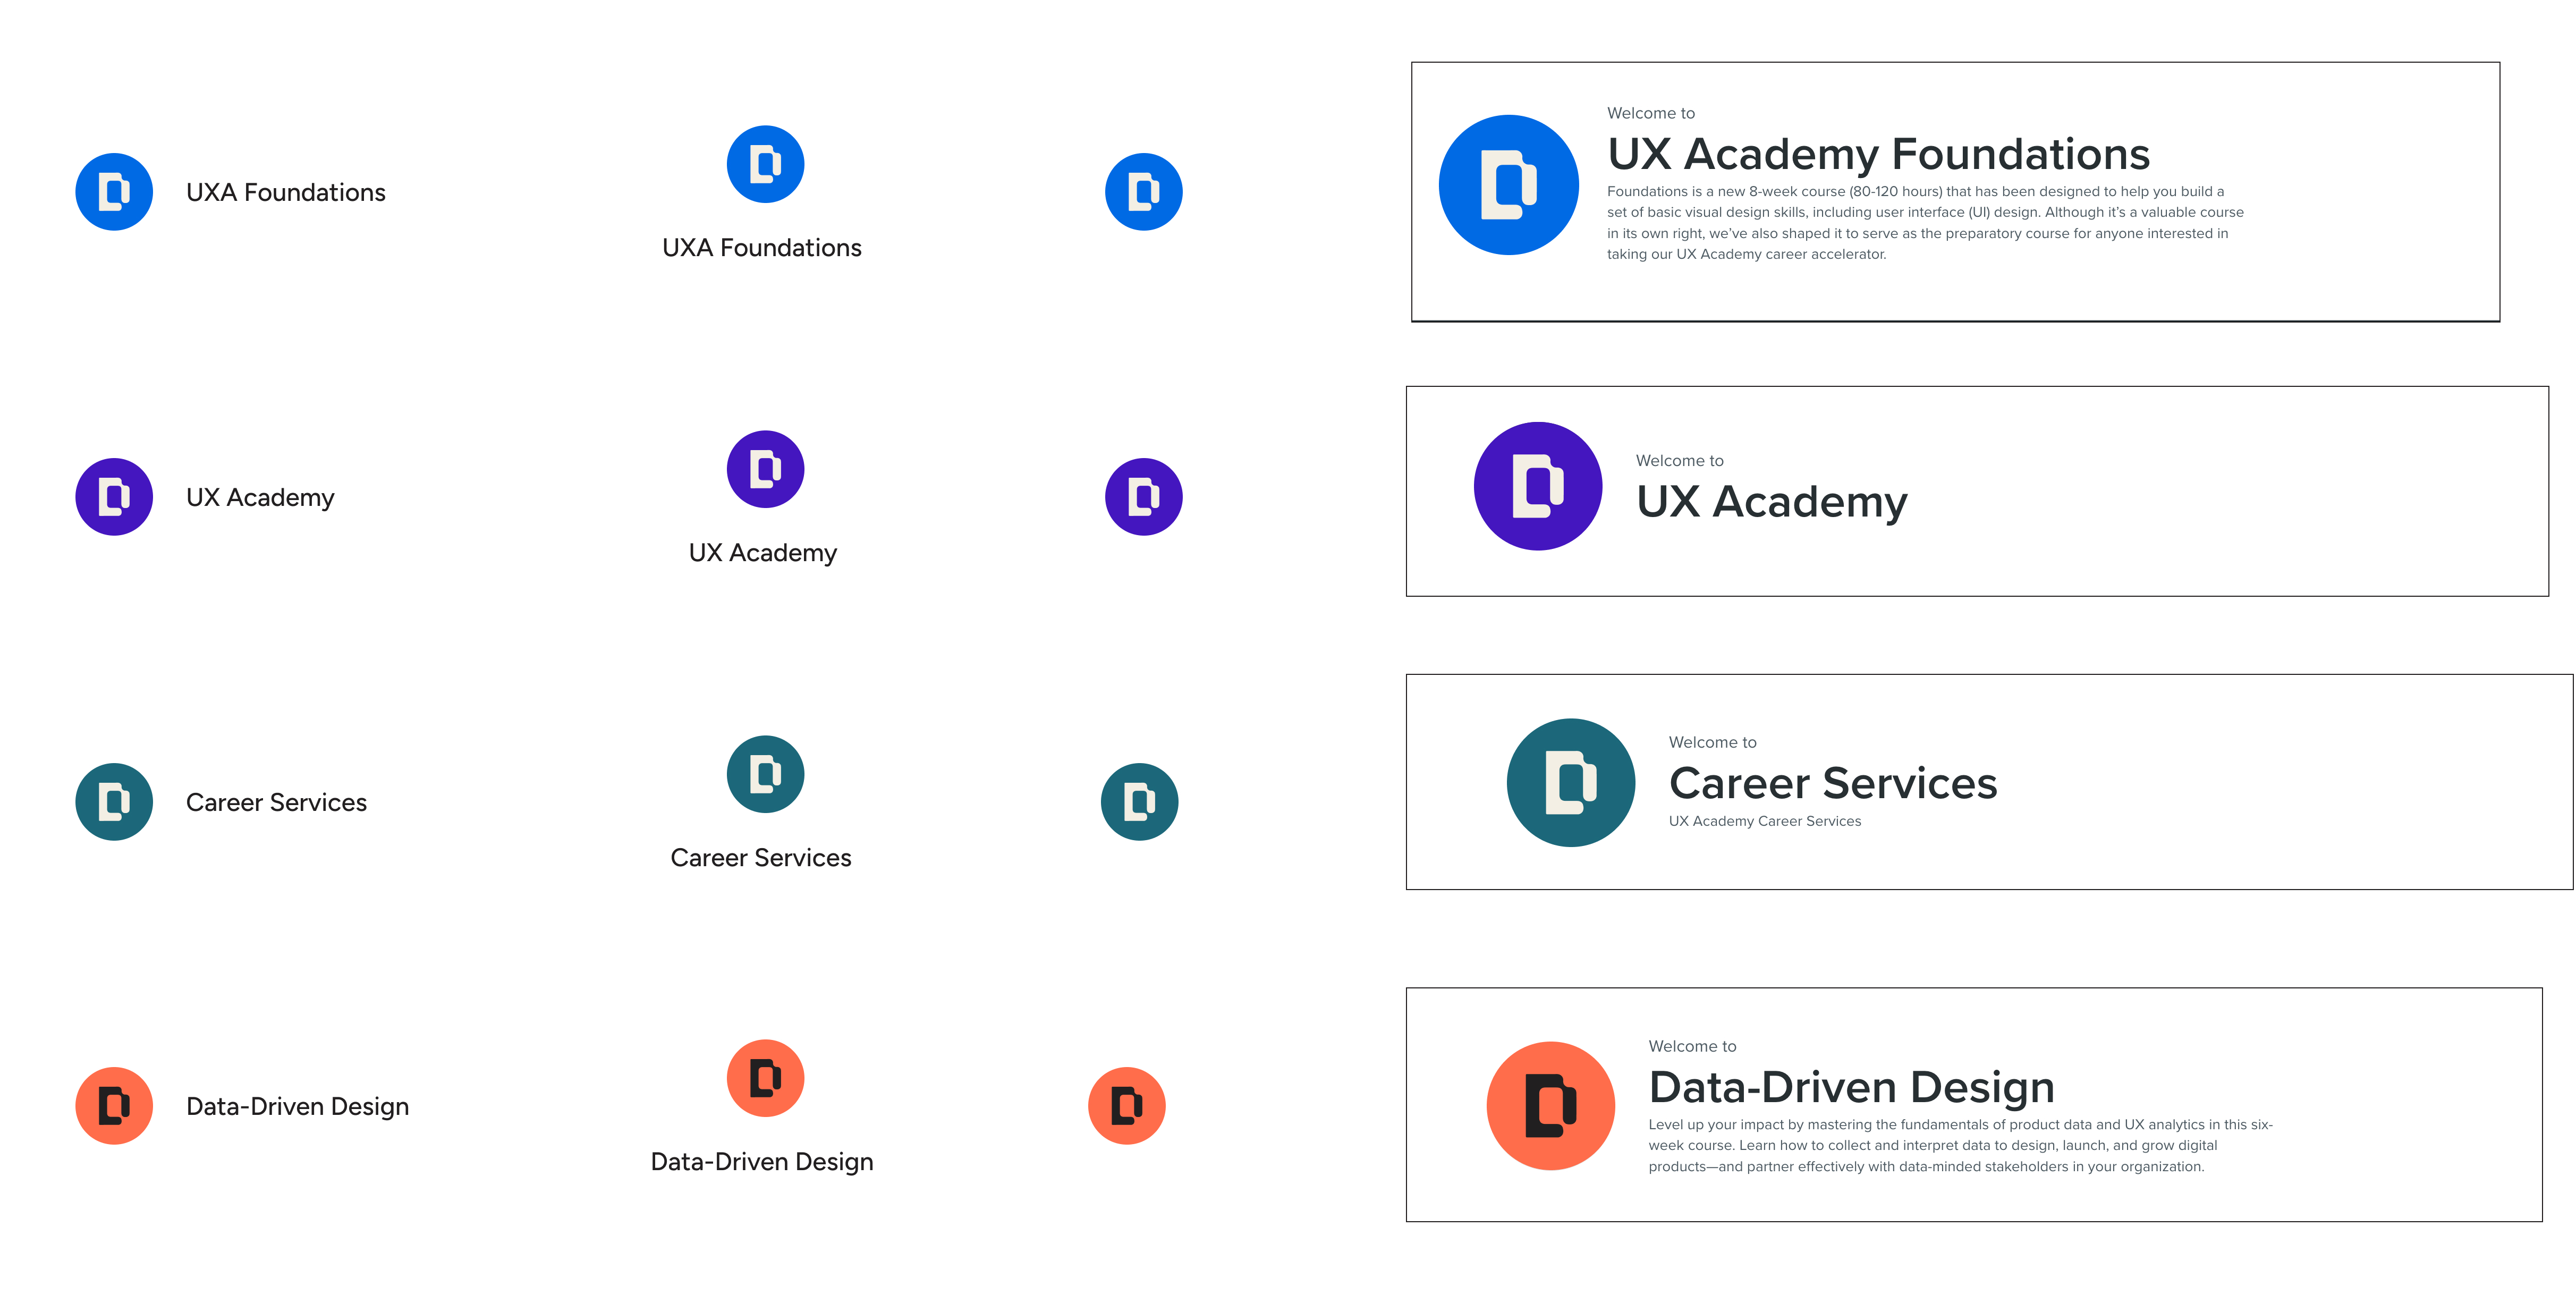 UXA Foundations
UXA Foundations
Welcome to
UX Academy Foundations
Foundations is a new 8-week course (80-120 hours) that has been designed to help you build a
set of basic visual design skills, including user interface (UI) design. Although it’s a valuable course
in its own right, we’ve also shaped it to serve as the preparatory course for anyone interested in
taking our UX Academy career accelerator.
UX Academy
UX Academy
Welcome to
UX Academy
Career Services
Career Services
Welcome to
Career Services
UX Academy Career Services
Data-Driven Design
Data-Driven Design
Welcome to
Data-Driven Design
Level up your impact by mastering the fundamentals of product data and UX analytics in this six-
week course. Learn how to collect and interpret data to design, launch, and grow digital
products—and partner effectively with data-minded stakeholders in your organization.